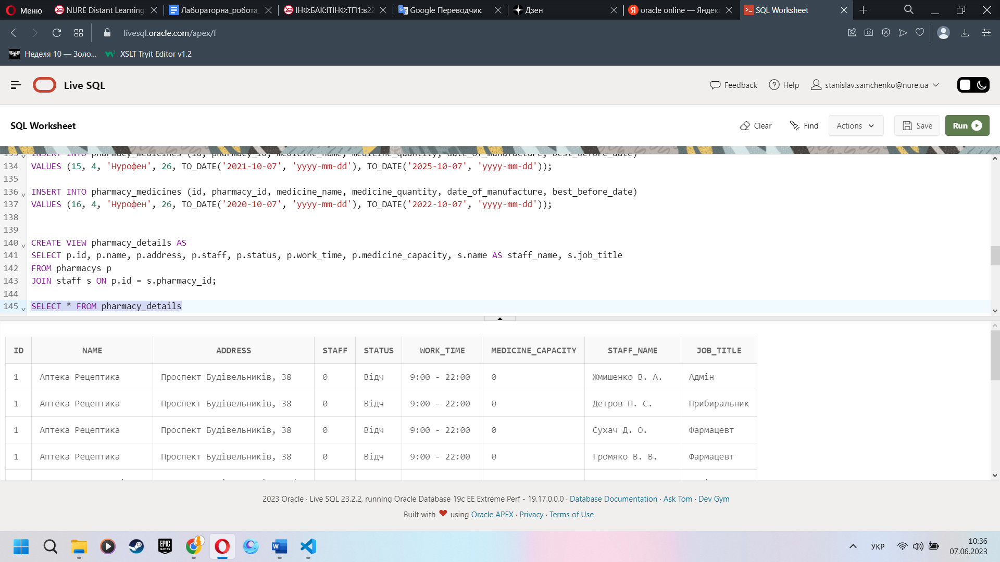 Меню
NURE Distant Learning
Лабораторна_робота_
ІНФ:БАК:ІТІНФ:ТП1:в22
Google Переводчик
Дзен
oracle online — Яндекс
SQL Worksheet
livesql.oracle.com/apex/f
Неделя 10 — Золо...
XSLT Tryit Editor v1.2
Live SQL
Feedback
Help
stanislav.samchenko@nure.ua
SQL Worksheet
Clear
Find
Actions
Save
Run
133 INSERT INTO pharmacy_medicines (id, pharmacy_id, medicine_name, medicine_quantity, date_of_manufacture, best_before_date)
134 VALUES (15, 4, 'Нурофен', 26, TO_DATE('2021-10-07', 'yyyy-mm-dd'), TO_DATE('2025-10-07', 'yyyy-mm-dd'));
135
136 INSERT INTO pharmacy_medicines (id, pharmacy_id, medicine_name, medicine_quantity, date_of_manufacture, best_before_date)
137 VALUES (16, 4, 'Нурофен', 26, TO_DATE('2020-10-07', 'yyyy-mm-dd'), TO_DATE('2022-10-07', 'yyyy-mm-dd'));
138
139
140 CREATE VIEW pharmacy_details AS
141 SELECT p.id, p.name, p.address, p.staff, p.status, p.work_time, p.medicine_capacity, s.name AS staff_name, s.job_title
142 FROM pharmacys p
143 JOIN staff s ON p.id = s.pharmacy_id;
144
145 SELECT * FROM pharmacy_details
ID NAME ADDRESS STAFF STATUS WORK_TIME MEDICINE_CAPACITY STAFF_NAME JOB_TITLE
1 Аптека Рецептика Проспект Будівельників, 38 0 Відч 9:00 - 22:00 0 Жмишенко В. А. Адмін
1 Аптека Рецептика Проспект Будівельників, 38 0 Відч 9:00 - 22:00 0 Детров П. С. Прибиральник
1 Аптека Рецептика Проспект Будівельників, 38 0 Відч 9:00 - 22:00 0 Сухач Д. О. Фармацевт
1 Аптека Рецептика Проспект Будівельників, 38 0 Відч 9:00 - 22:00 0 Громяко В. В. Фармацевт
2023 Oracle · Live SQL 23.2.2, running Oracle Database 19c EE Extreme Perf - 19.17.0.0.0 · Database Documentation · Ask Tom · Dev Gym
Built with ❤ using Oracle APEX · Privacy · Terms of Use
EPIC GAMES
УКР
10:36
07.06.2023